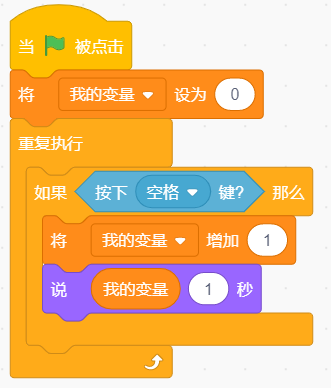 当 被点击
将 我的变量 设为 0
重复执行
如果 按下 空格 键? 那么
将 我的变量 增加 1
说 我的变量 1 秒